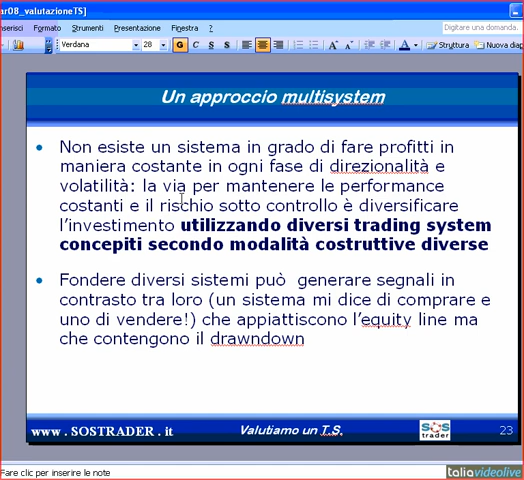 ar08_valutazioneTS]
nserisci Formato Strumenti Presentazione Finestra ? Digitare una domanda.
Verdana 28 G C S S A Struttura Nuova diap
Un approccio multisystem
Non esiste un sistema in grado di fare profitti in
maniera costante in ogni fase di direzionalità e
volatilità: la via per mantenere le performance
costanti e il rischio sotto controllo è diversificare
l'investimento utilizzando diversi trading system
concepiti secondo modalità costruttive diverse
Fondere diversi sistemi può generare segnali in
contrasto tra loro (un sistema mi dice di comprare e
uno di vendere!) che appiattiscono l'equity line ma
che contengono il drawndown
www . SOSTRADER . it Valutiamo un T.S. SOS trader 23
Fare clic per inserire le note
taliavideolive